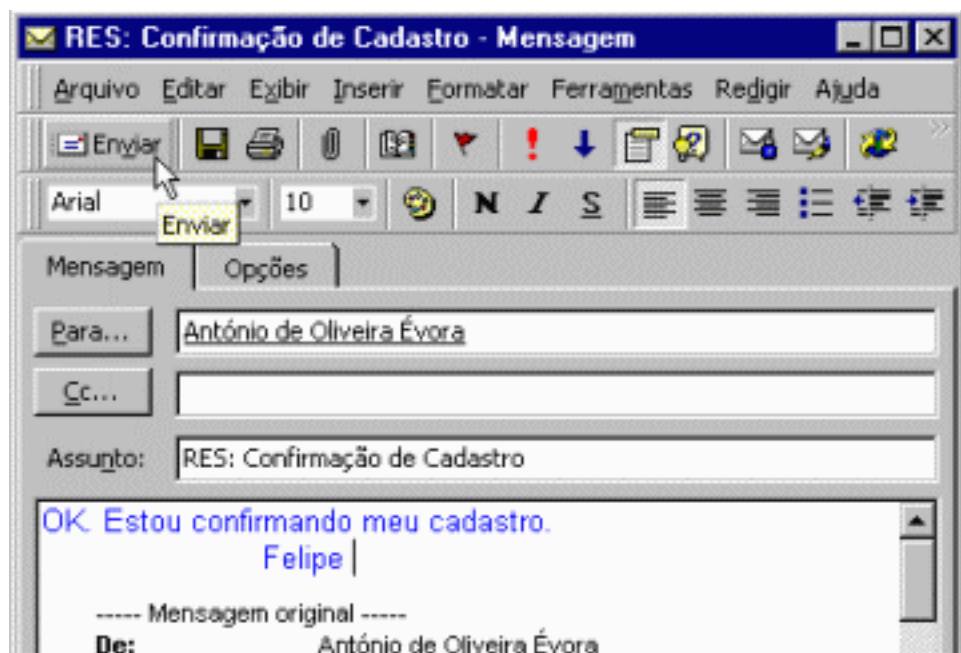 RES: Confirmação de Cadastro - Mensagem
Arquivo Editar Exibir Inserir Formatar Ferramentas Redigir Ajuda
Enviar
Arial 10 N I S
Enviar
Mensagem Opções
Para... António de Oliveira Évora
Cc...
Assunto: RES: Confirmação de Cadastro
OK. Estou confirmando meu cadastro.
Felipe
----- Mensagem original -----
De: António de Oliveira Évora